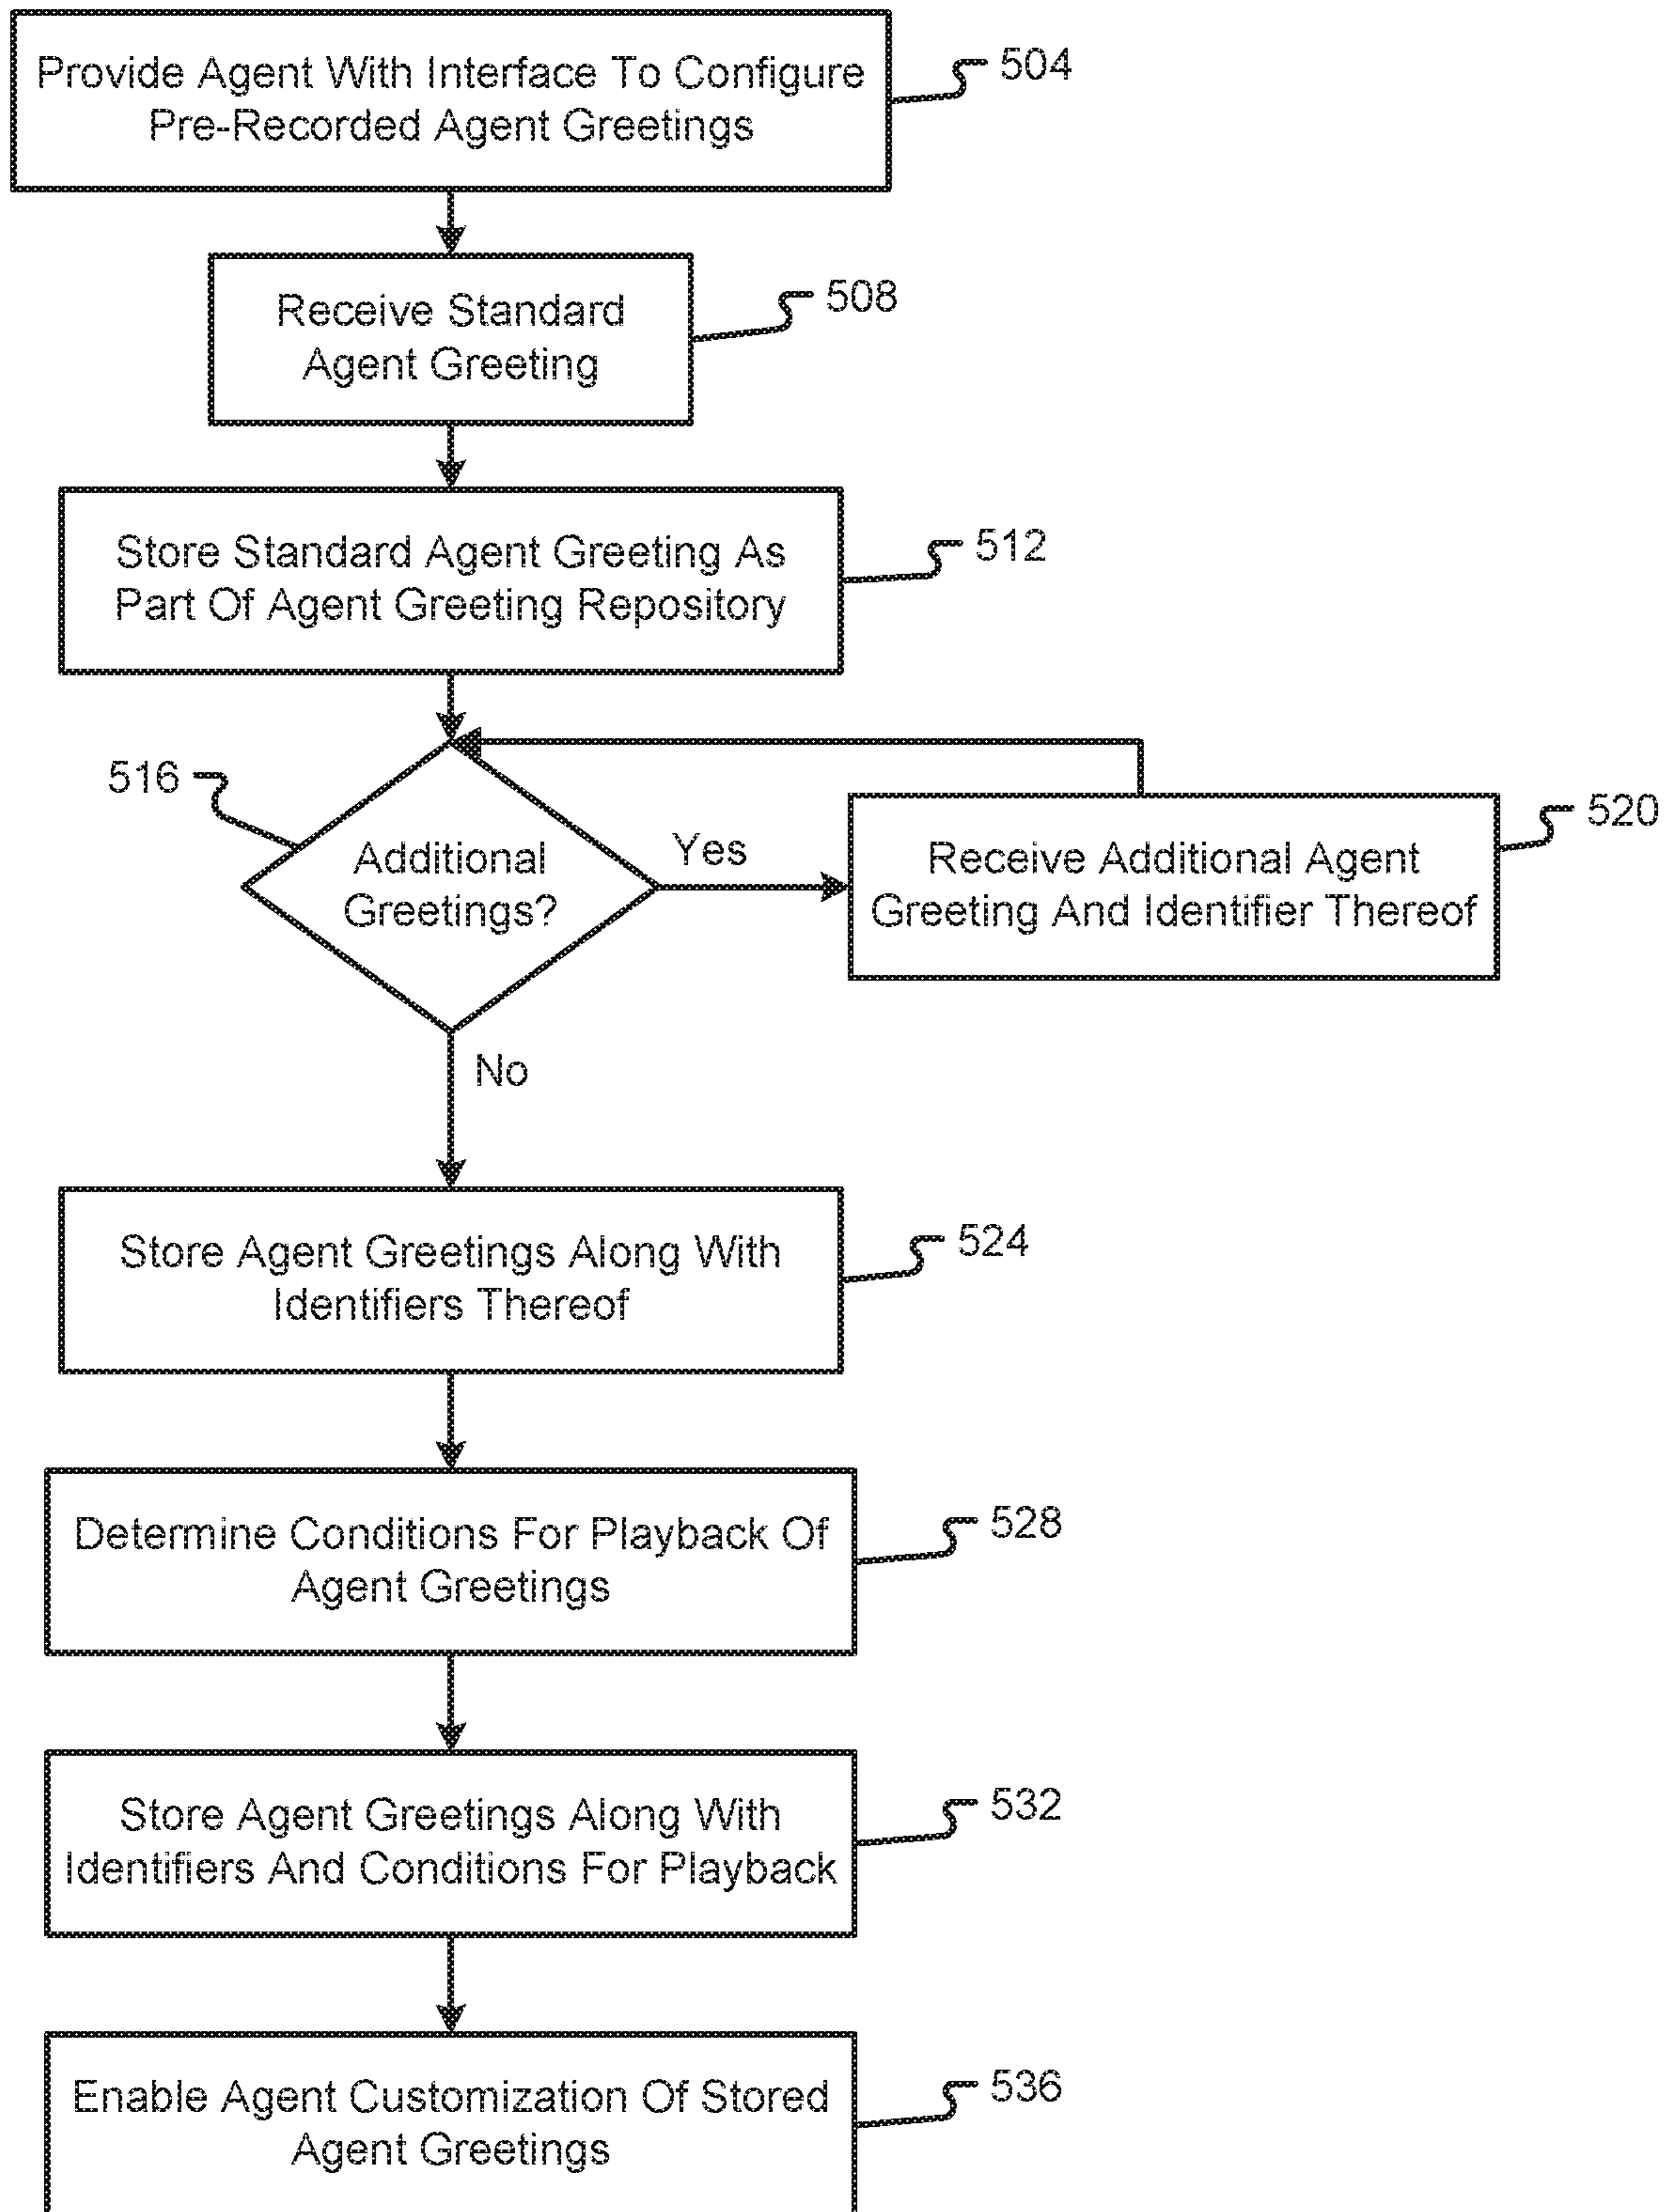 Provide Agent With Interface To Configure
Pre-Recorded Agent Greetings
504
Receive Standard
Agent Greeting
508
Store Standard Agent Greeting As
Part Of Agent Greeting Repository
512
516
Additional
Greetings?
Yes
Receive Additional Agent
Greeting And Identifier Thereof
520
No
Store Agent Greetings Along With
Identifiers Thereof
524
Determine Conditions For Playback Of
Agent Greetings
528
Store Agent Greetings Along With
Identifiers And Conditions For Playback
532
Enable Agent Customization Of Stored
Agent Greetings
536